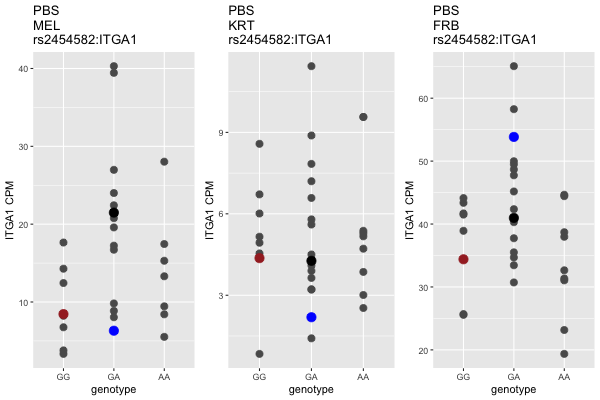 PBS
MEL
rs2454582:ITGA1
40
30
20
10
ITGA1 CPM
GG GA AA
genotype
PBS
KRT
rs2454582:ITGA1
9
6
3
ITGA1 CPM
GG GA AA
genotype
PBS
FRB
rs2454582:ITGA1
60
50
40
30
20
ITGA1 CPM
GG GA AA
genotype